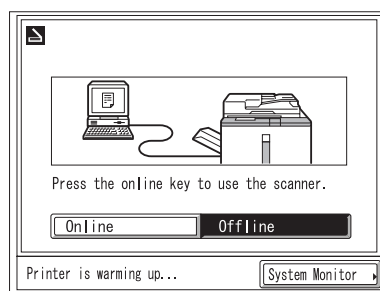 Press the online key to use the scanner.
Online Offline
Printer is warming up... System Monitor